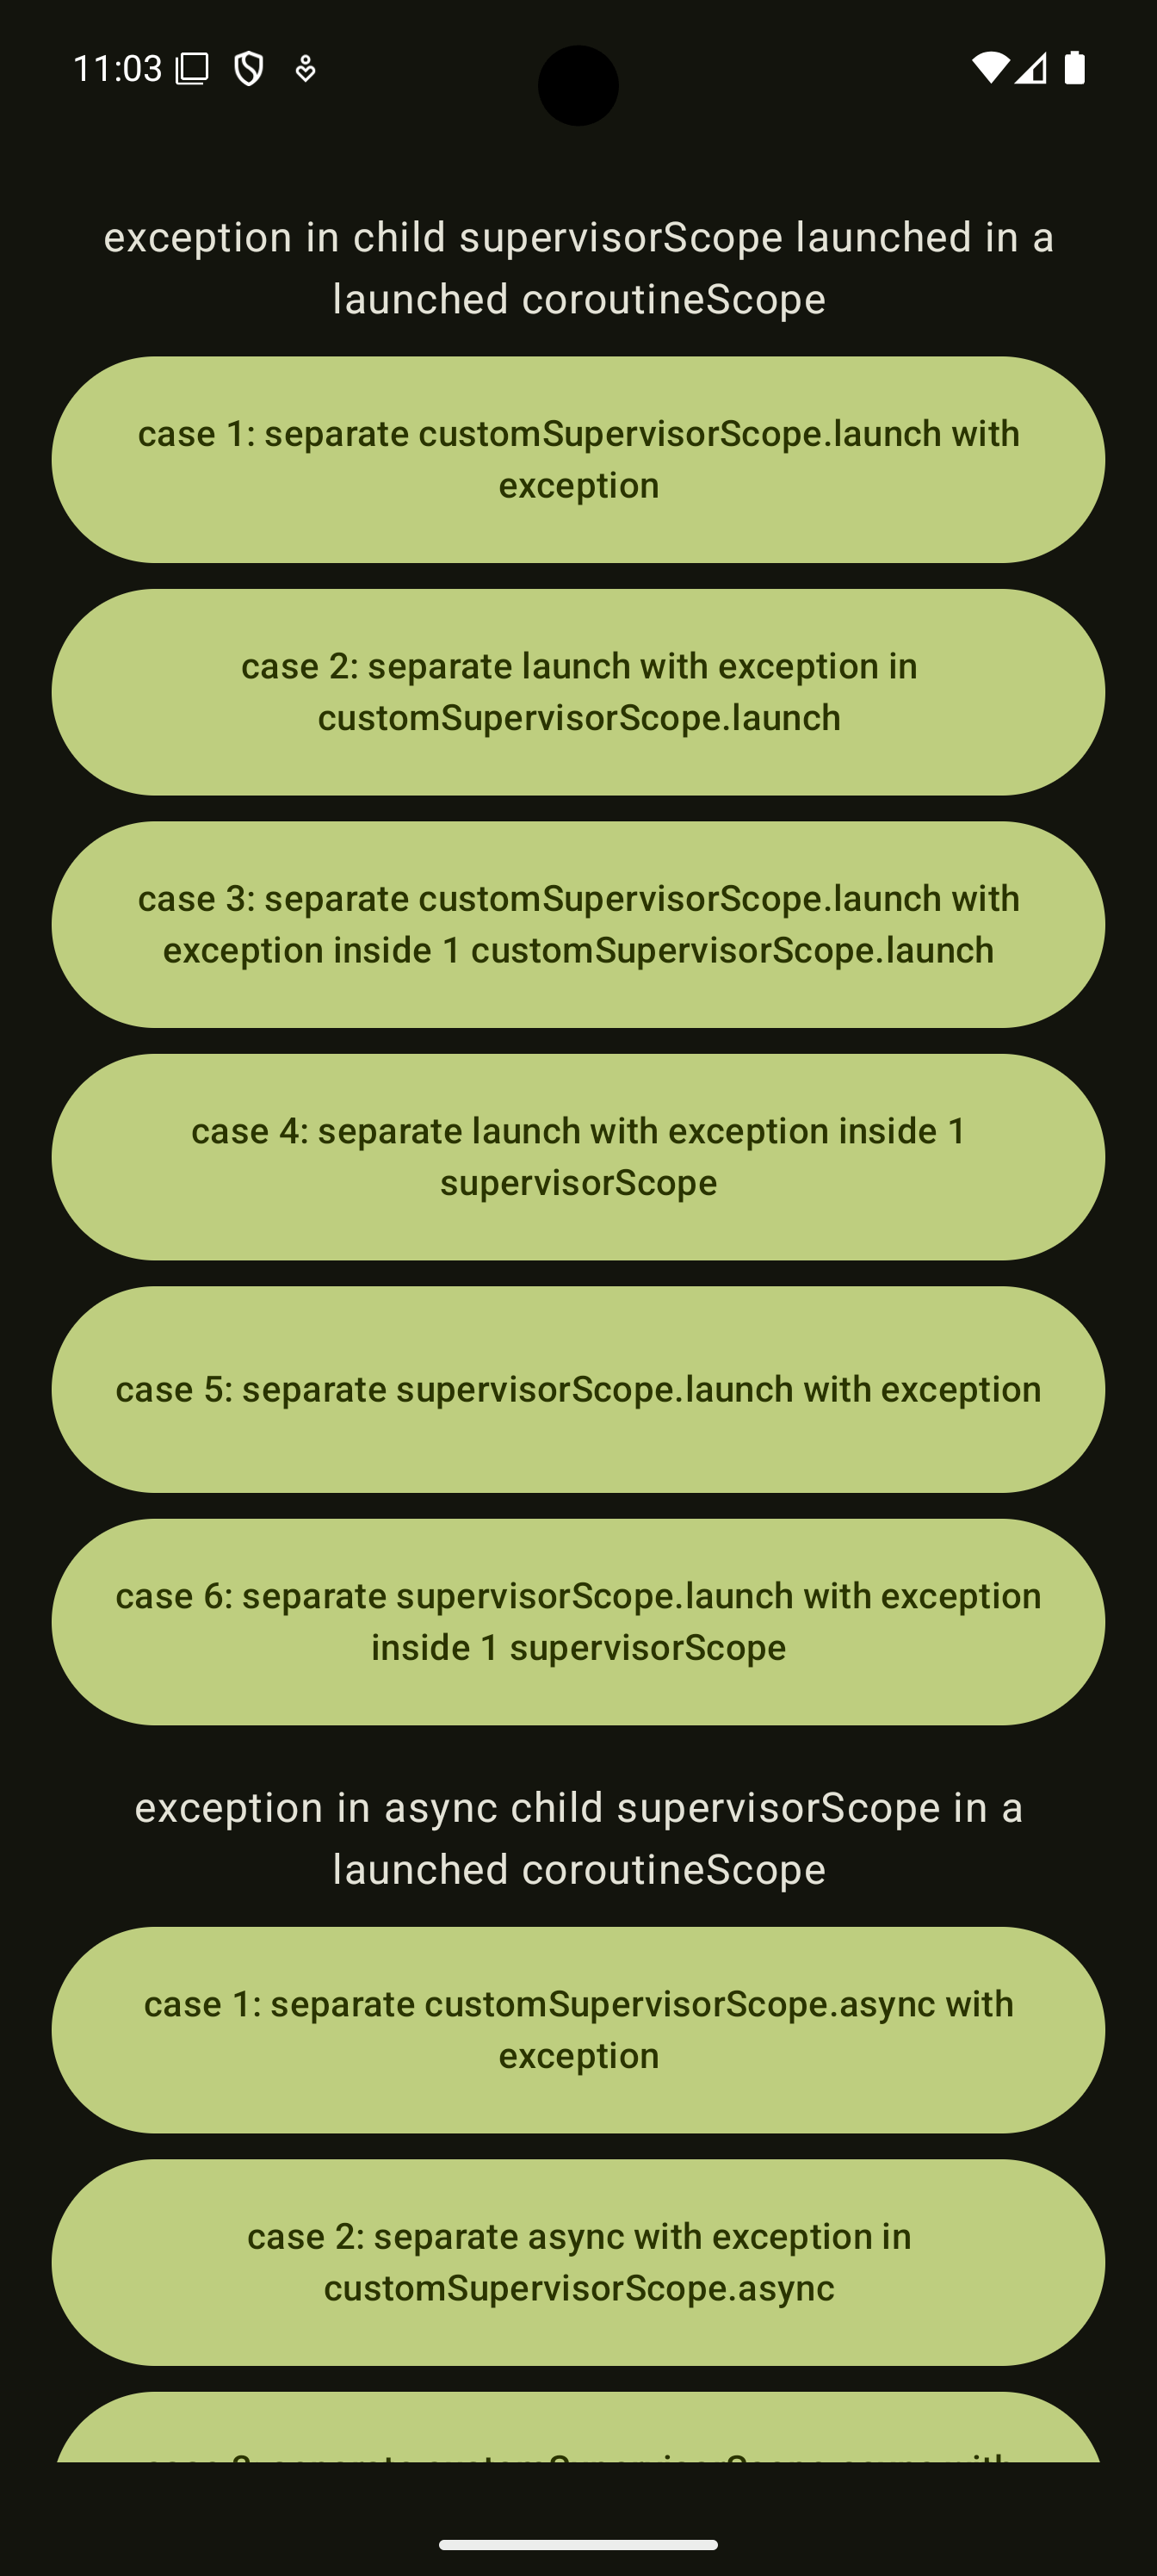 11:03
exception in child supervisorScope launched in a
launched coroutineScope
case 1: separate customSupervisorScope.launch with
exception
case 2: separate launch with exception in
customSupervisorScope.launch
case 3: separate customSupervisorScope.launch with
exception inside 1 customSupervisorScope.launch
case 4: separate launch with exception inside 1
supervisorScope
case 5: separate supervisorScope.launch with exception
case 6: separate supervisorScope.launch with exception
inside 1 supervisorScope
exception in async child supervisorScope in a
launched coroutineScope
case 1: separate customSupervisorScope.async with
exception
case 2: separate async with exception in
customSupervisorScope.async